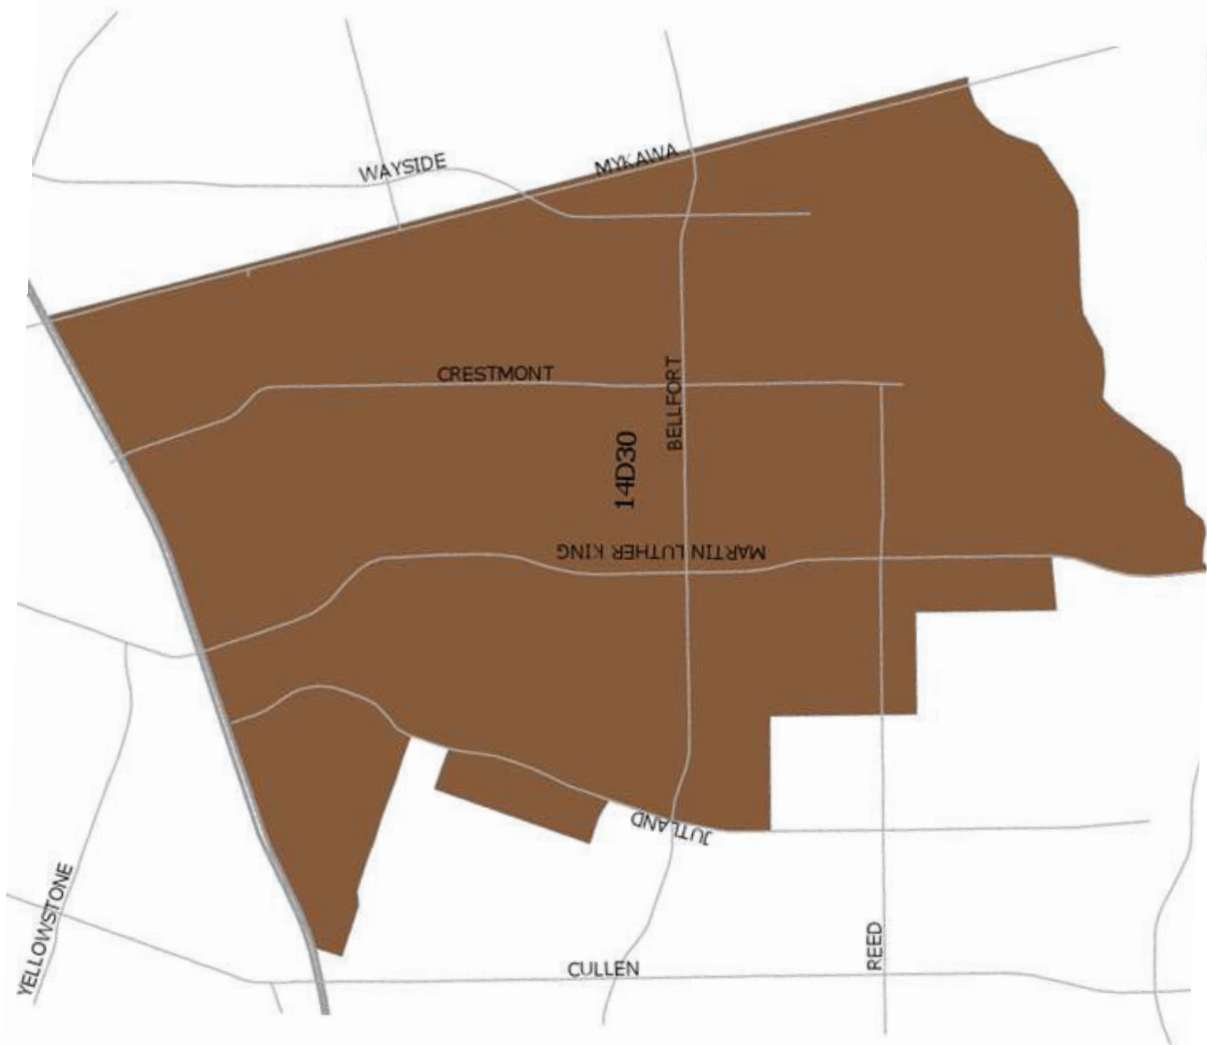 WAYSIDE
MYKAWA
CRESTMONT
BELLFORT
14D30
MARTIN LUTHER KING
JUTLAND
YELLOWSTONE
REED
CULLEN